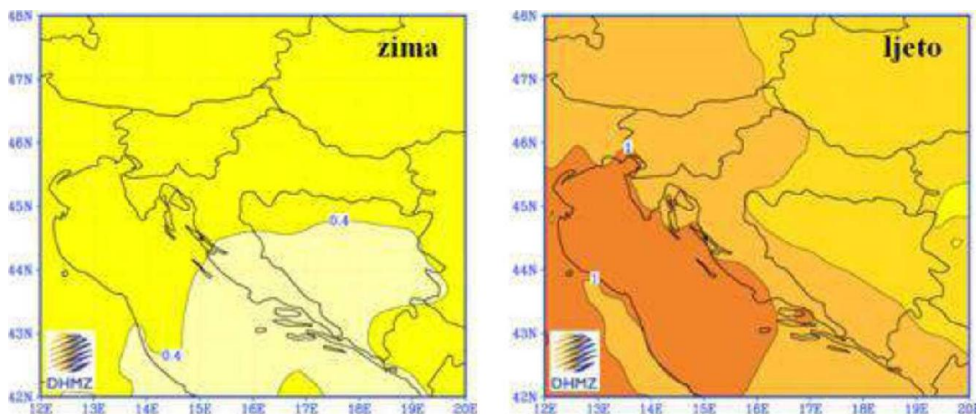 zima
48N
47N
46N
45N
44N
43N
42N
0.4
0.4
DHMZ
12E 13E 14E 15E 16E 17E 18E 19E 20E
ljeto
48N
47N
46N
45N
44N
43N
42N
1
1
DHMZ
12E 13E 14E 15E 16E 17E 18E 19E 20